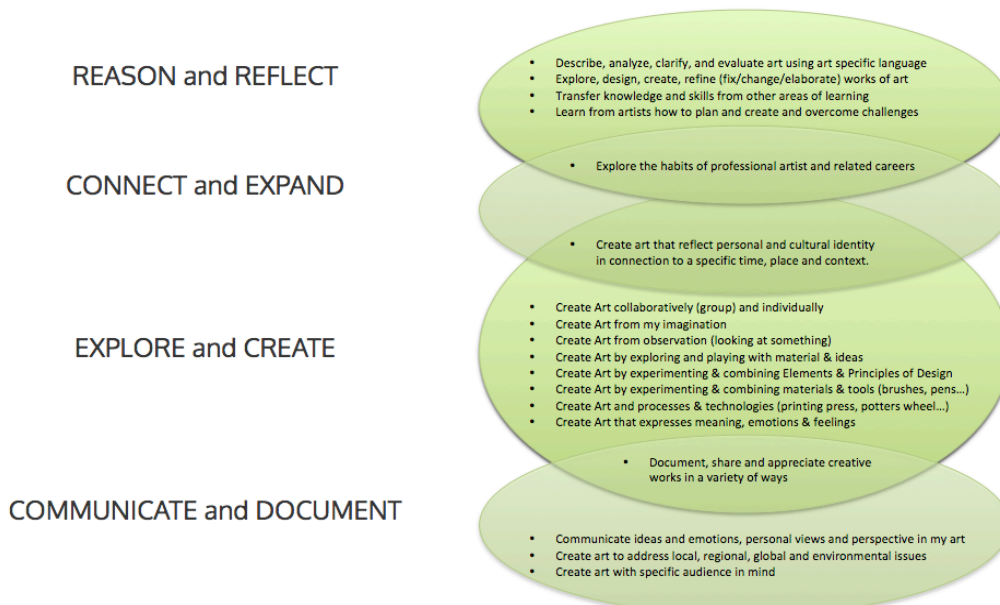 REASON and REFLECT
• Describe, analyze, clarify, and evaluate art using art specific language
• Explore, design, create, refine (fix/change/elaborate) works of art
• Transfer knowledge and skills from other areas of learning
• Learn from artists how to plan and create and overcome challenges
CONNECT and EXPAND
• Explore the habits of professional artist and related careers
• Create art that reflect personal and cultural identity
in connection to a specific time, place and context.
EXPLORE and CREATE
• Create Art collaboratively (group) and individually
• Create Art from my imagination
• Create Art from observation (looking at something)
• Create Art by exploring and playing with material & ideas
• Create Art by experimenting & combining Elements & Principles of Design
• Create Art by experimenting & combining materials & tools (brushes, pens...)
• Create Art and processes & technologies (printing press, potters wheel...)
• Create Art that expresses meaning, emotions & feelings
• Document, share and appreciate creative
works in a variety of ways
COMMUNICATE and DOCUMENT
• Communicate ideas and emotions, personal views and perspective in my art
• Create art to address local, regional, global and environmental issues
• Create art with specific audience in mind